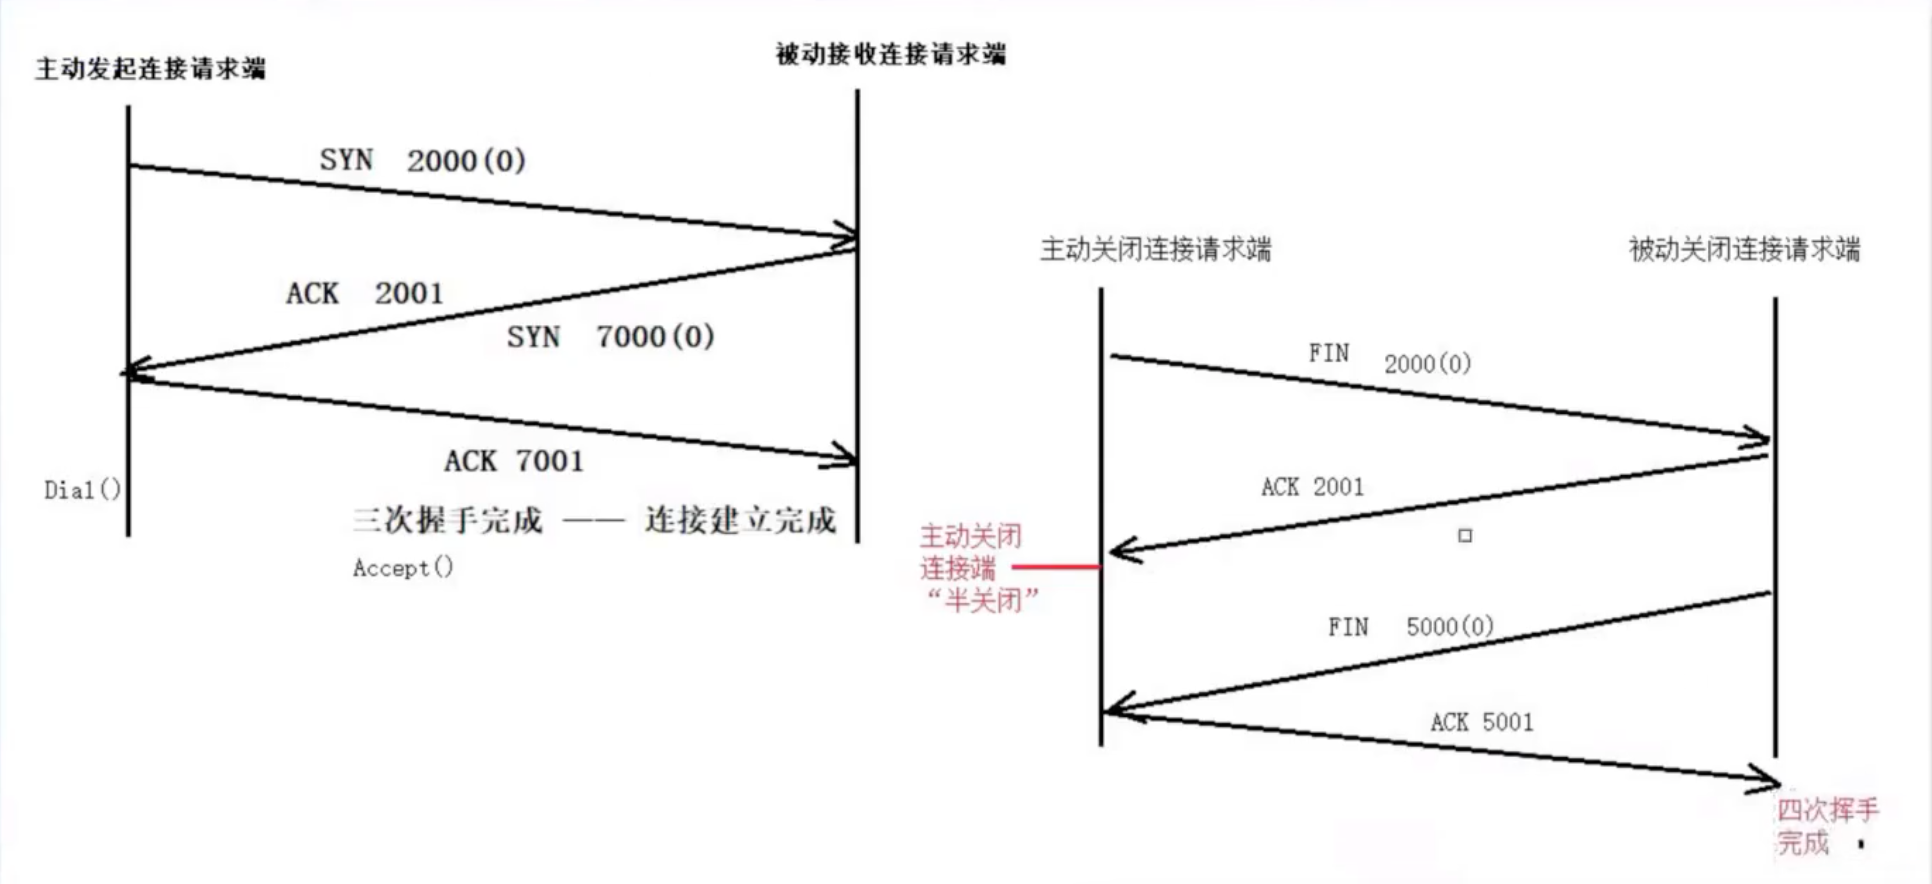 主动发起连接请求端
被动接收连接请求端
SYN 2000(0)
ACK 2001
SYN 7000(0)
ACK 7001
Dial()
三次握手完成 —— 连接建立完成
Accept()
主动关闭连接请求端
被动关闭连接请求端
FIN 2000(0)
ACK 2001
主动关闭
连接端
“半关闭”
FIN 5000(0)
ACK 5001
四次挥手
完成